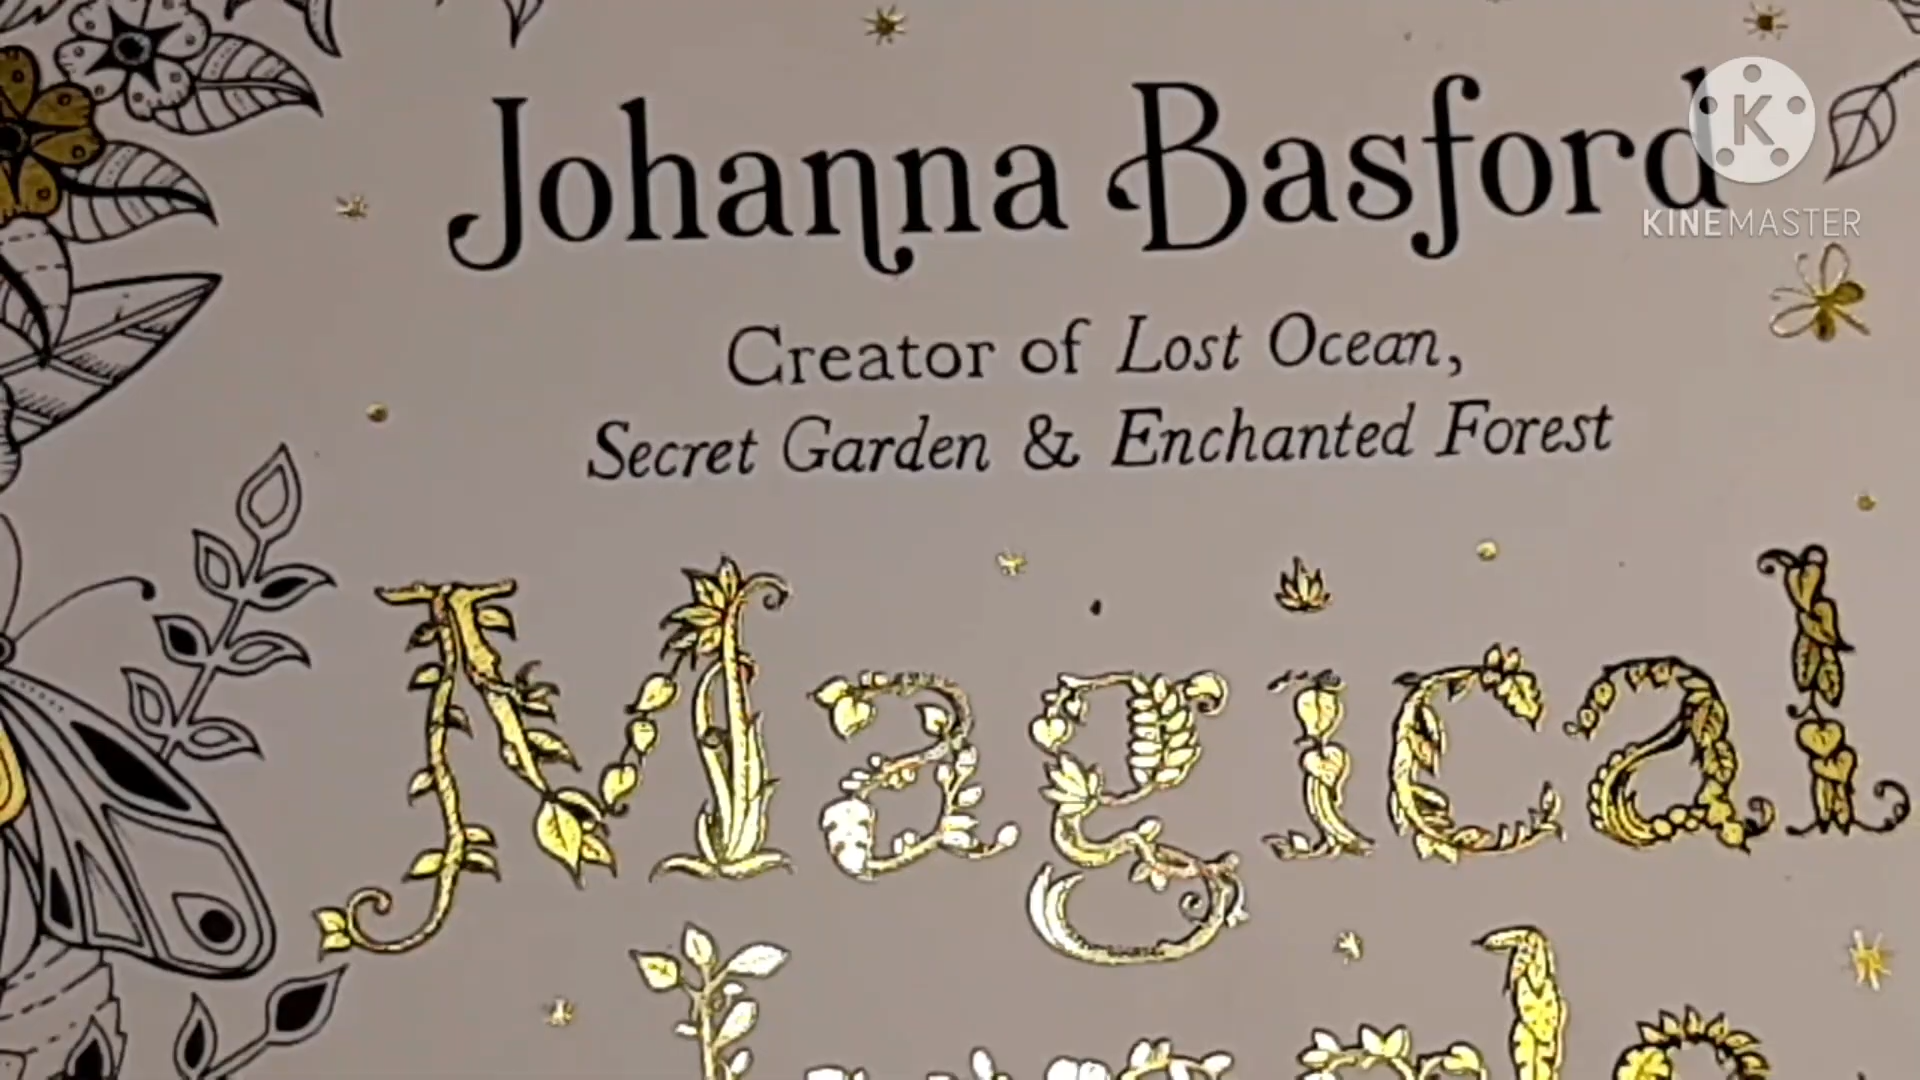 Johanna Basford
K
KINEMASTER
Creator of Lost Ocean,
Secret Garden & Enchanted Forest
Magical